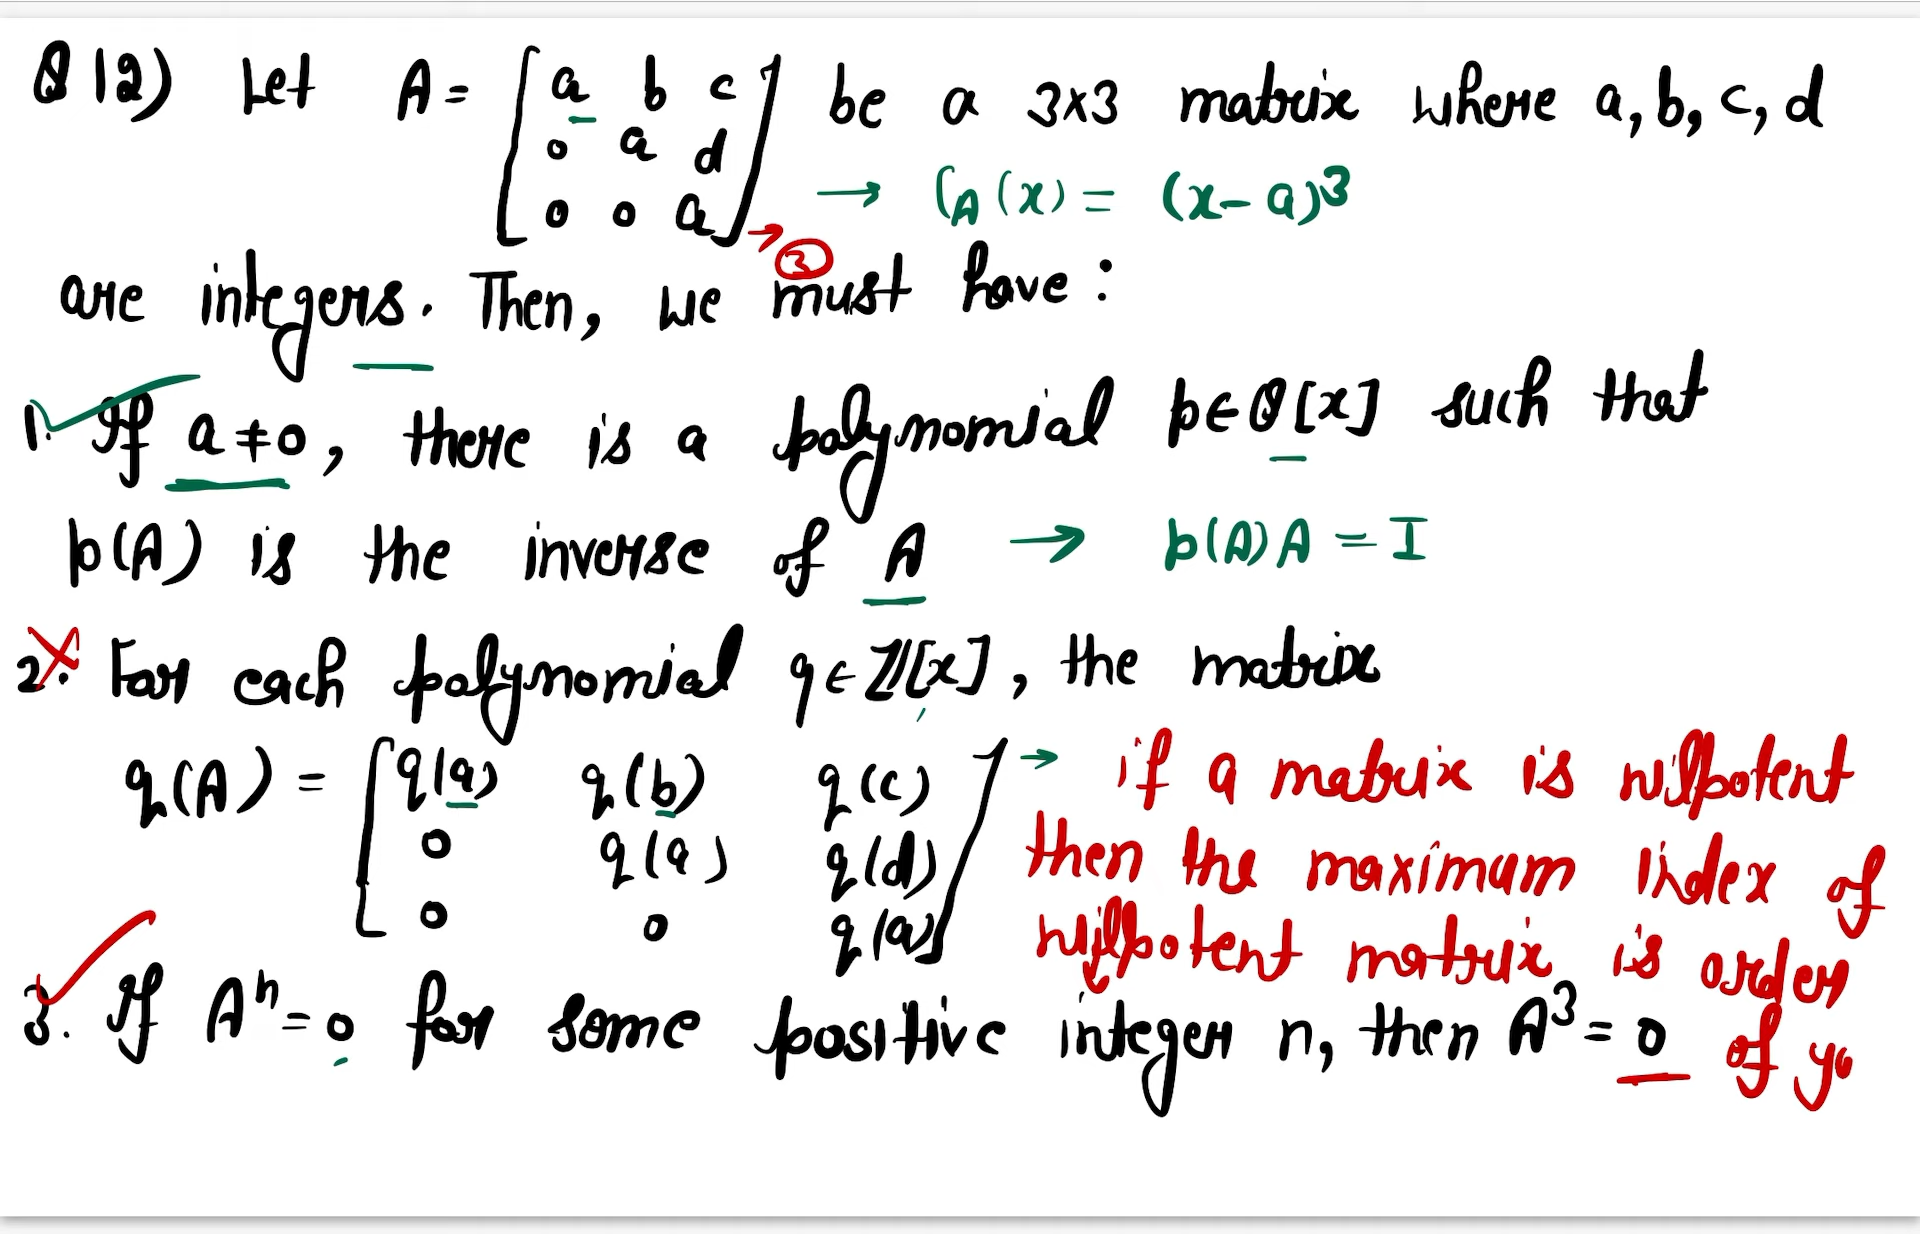 Q 12) Let A = [a b c be a 3x3 matrix where a, b, c, d
0 a d
0 0 a] → C_A(x) = (x-a)³
→ ③
are integers. Then, we must have :
1. If a ≠ 0, there is a polynomial p∈Q[x] such that
p(A) is the inverse of A → p(A)A = I
2. For each polynomial q∈Z[x], the matrix
q(A) = [q(a) q(b) q(c)
0 q(a) q(d)
0 0 q(a)]
→ if a matrix is nilpotent
then the maximum index of
nilpotent matrix is order
of yo
3. If Aⁿ = 0 for some positive integer n, then A³ = 0